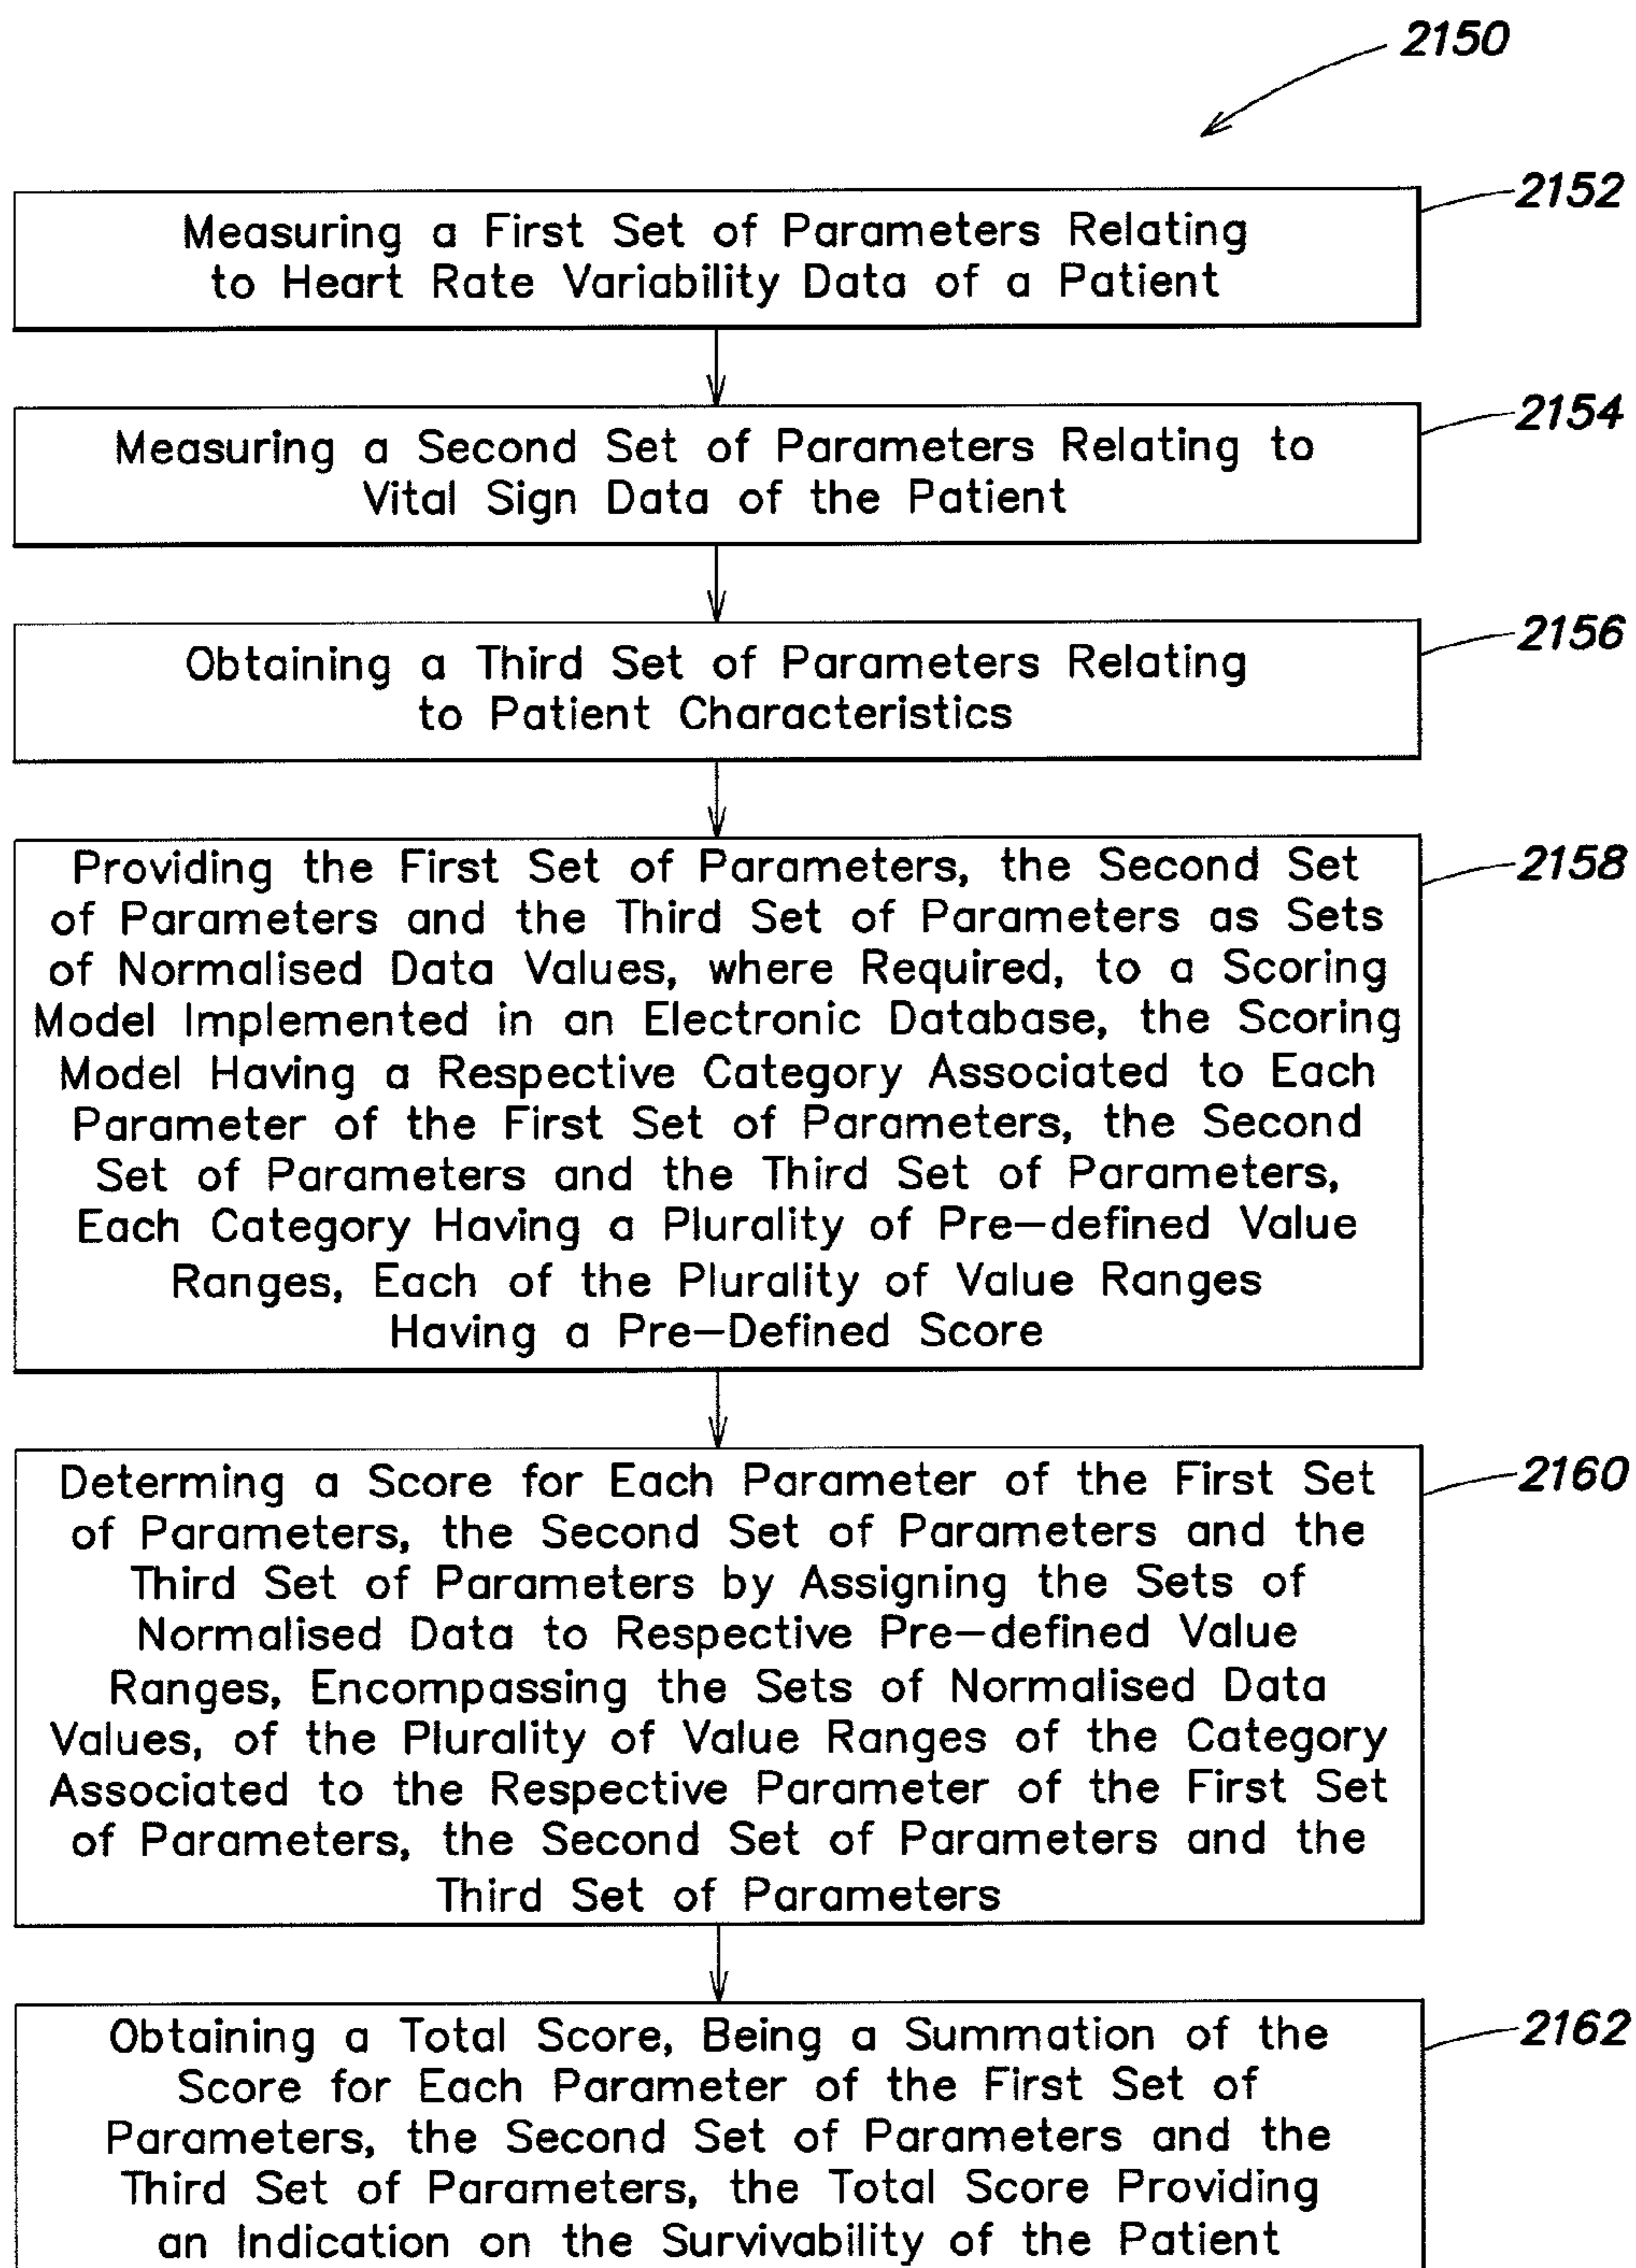 2150
2152
Measuring a First Set of Parameters Relating
to Heart Rate Variability Data of a Patient
2154
Measuring a Second Set of Parameters Relating to
Vital Sign Data of the Patient
2156
Obtaining a Third Set of Parameters Relating
to Patient Characteristics
2158
Providing the First Set of Parameters, the Second Set
of Parameters and the Third Set of Parameters as Sets
of Normalised Data Values, where Required, to a Scoring
Model Implemented in an Electronic Database, the Scoring
Model Having a Respective Category Associated to Each
Parameter of the First Set of Parameters, the Second
Set of Parameters and the Third Set of Parameters,
Each Category Having a Plurality of Pre-defined Value
Ranges, Each of the Plurality of Value Ranges
Having a Pre-Defined Score
2160
Determing a Score for Each Parameter of the First Set
of Parameters, the Second Set of Parameters and the
Third Set of Parameters by Assigning the Sets of
Normalised Data to Respective Pre-defined Value
Ranges, Encompassing the Sets of Normalised Data
Values, of the Plurality of Value Ranges of the Category
Associated to the Respective Parameter of the First Set
of Parameters, the Second Set of Parameters and the
Third Set of Parameters
2162
Obtaining a Total Score, Being a Summation of the
Score for Each Parameter of the First Set of
Parameters, the Second Set of Parameters and the
Third Set of Parameters, the Total Score Providing
an Indication on the Survivability of the Patient